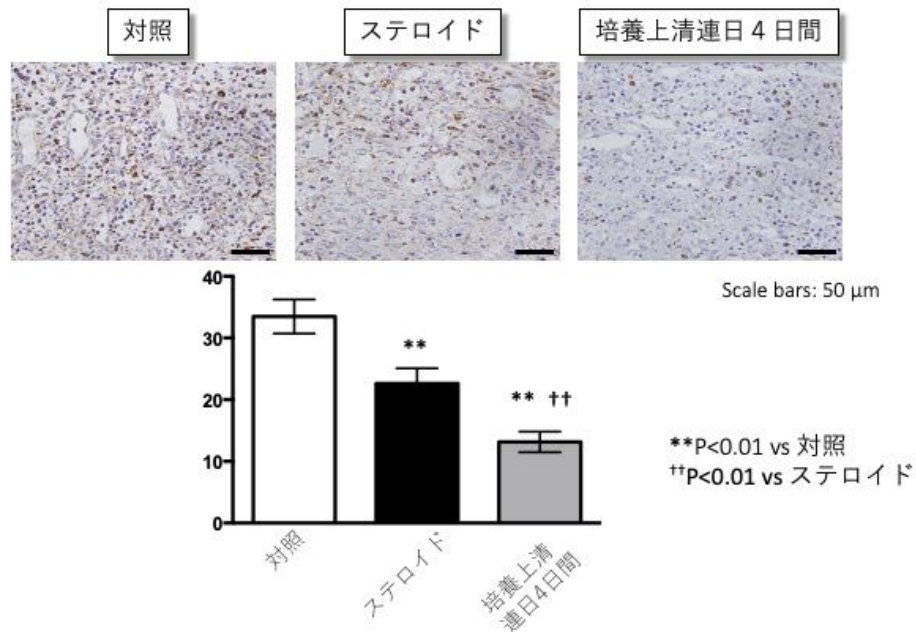 対照
ステロイド
培養上清連日4日間
Scale bars: 50 μm
40
30
20
10
0
**
** ††
対照
ステロイド
培養上清
連日4日間
**P<0.01 vs 対照
††P<0.01 vs ステロイド